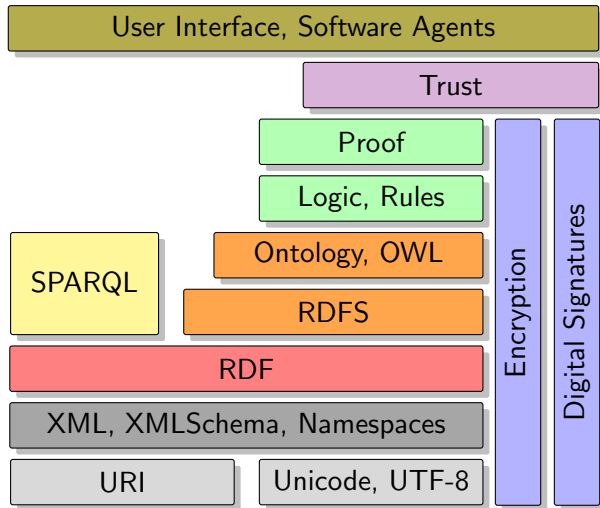 User Interface, Software Agents
Trust
Proof
Logic, Rules
Ontology, OWL
SPARQL
RDFS
RDF
XML, XMLSchema, Namespaces
URI
Unicode, UTF-8
Encryption
Digital Signatures